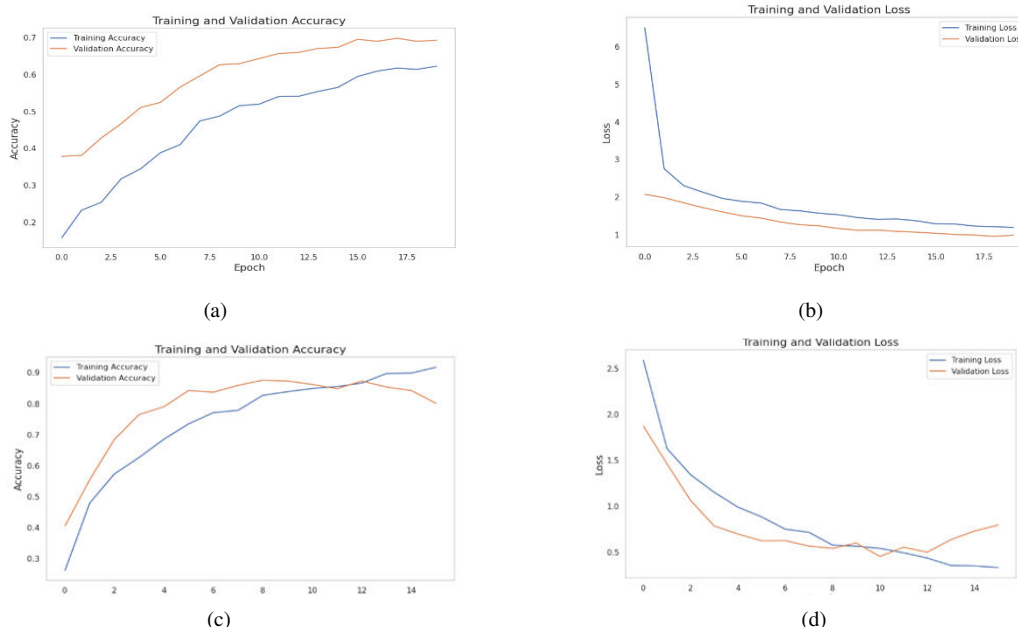 Training and Validation Accuracy
Training Accuracy
Validation Accuracy
Accuracy
0.7
0.6
0.5
0.4
0.3
0.2
0.0 2.5 5.0 7.5 10.0 12.5 15.0 17.5
Epoch
(a)
Training and Validation Loss
Training Loss
Validation Loss
Loss
6
5
4
3
2
1
0.0 2.5 5.0 7.5 10.0 12.5 15.0 17.5
Epoch
(b)
Training and Validation Accuracy
Training Accuracy
Validation Accuracy
Accuracy
0.9
0.8
0.7
0.6
0.5
0.4
0.3
0 2 4 6 8 10 12 14
(c)
Training and Validation Loss
Training Loss
Validation Loss
Loss
2.5
2.0
1.5
1.0
0.5
0 2 4 6 8 10 12 14
(d)